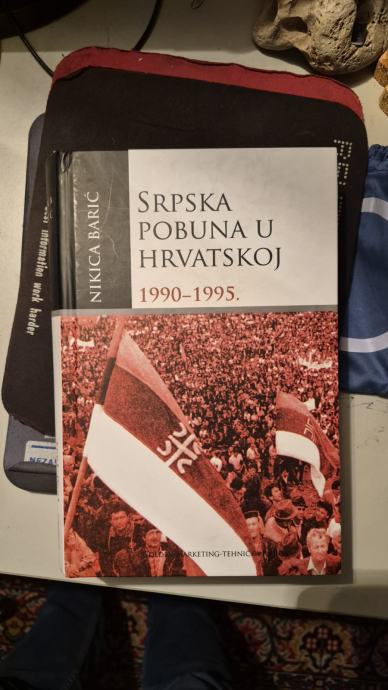 NIKICA BARIĆ
SRPSKA
POBUNA U
HRVATSKOJ
1990–1995.
information work harder